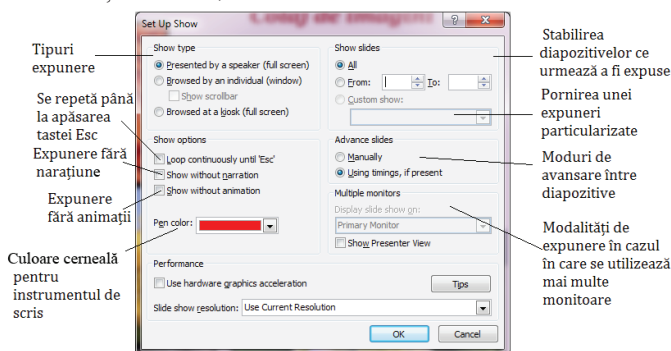 Colaj de imagini
Set Up Show
Tipuri
expunere
Se repetă până
la apăsarea
tastei Esc
Expunere fără
narațiune
Expunere
fără animații
Culoare cerneală
pentru
instrumentul de
scris
Show type
Presented by a speaker (full screen)
Browsed by an individual (window)
Show scrollbar
Browsed at a kiosk (full screen)
Show options
Loop continuously until 'Esc'
Show without narration
Show without animation
Pen color:
Performance
Use hardware graphics acceleration
Tips
Slide show resolution: Use Current Resolution
OK Cancel
Show slides
All
From: To:
Custom show:
Advance slides
Manually
Using timings, if present
Multiple monitors
Display slide show on:
Primary Monitor
Show Presenter View
Stabilirea
diapozitivelor ce
urmează a fi expuse
Pornirea unei
expuneri
particularizate
Moduri de
avansare între
diapozitive
Modalități de
expunere în cazul
în care se utilizează
mai multe
monitoare